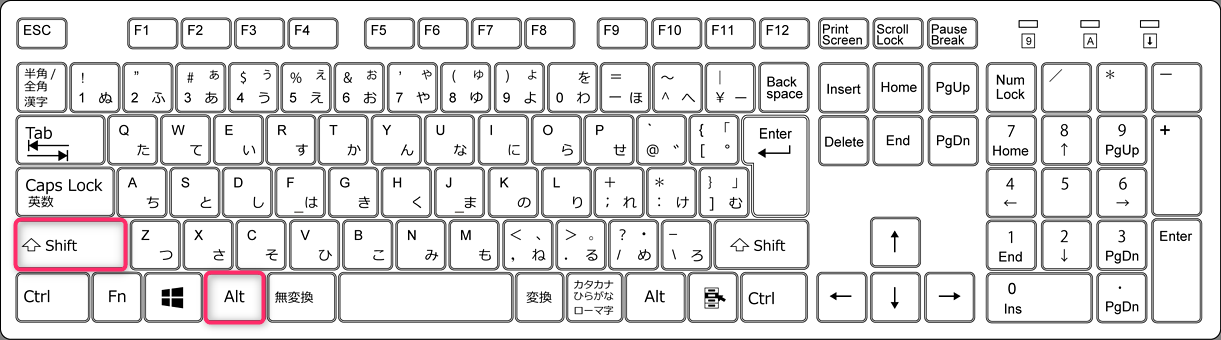 ESC F1 F2 F3 F4 F5 F6 F7 F8 F9 F10 F11 F12 Print Scroll Pause
Screen Lock Break 9 A ↓
半角/ ! " # ぁ $ ぅ % ぇ & ぉ ' ゃ ( ゅ ) ょ を = ～ | Back Insert Home PgUp Num ／ ＊ －
全角
漢字 1 ぬ 2 ふ 3 あ 4 う 5 え 6 お 7 や 8 ゆ 9 よ 0 わ ー ほ ^ へ ¥ ー space Lock
Tab Q W E R T Y U I O P ` { 「 Enter Delete End PgDn 7 8 9 +
た て い す か ん な に ら せ @ ゛ [ ゜ Home ↑ PgUp
Caps Lock A S D F G H J K L + * } 」 4 5 6
英数 ち と し _は き く _ま の り ; れ : け ] む ← →
Shift Z X C V B N M < 、 > 。 ? ・ _ Shift ↑ 1 2 3 Enter
つ さ そ ひ こ み も , ね . る / め \ ろ End ↓ PgDn
Ctrl Fn Alt 無変換 変換 カタカナ Alt Ctrl ← ↓ → 0 .
ひらがな
ローマ字 Ins PgDn